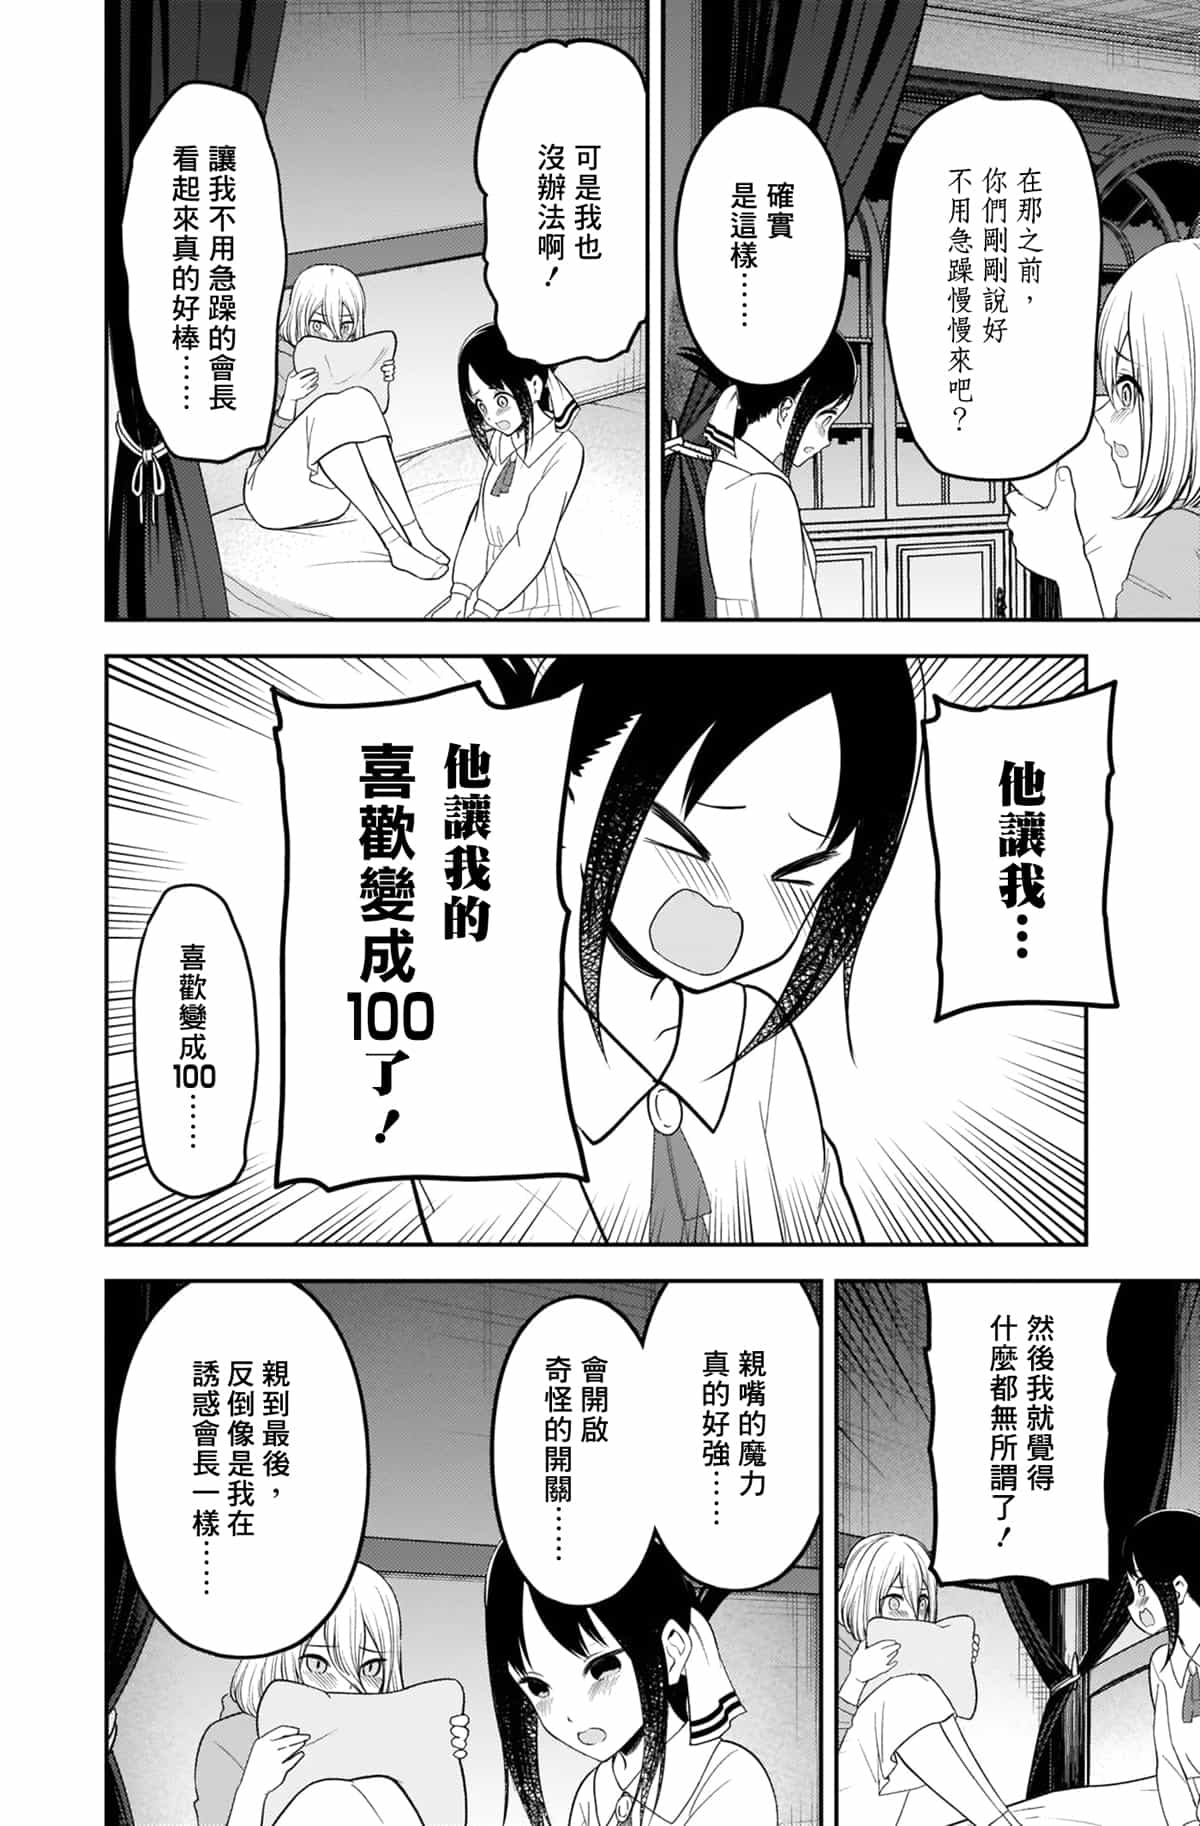 在那之前，
你們剛剛說好
不用急躁慢慢來吧？
確實
是這樣……
可是我也
沒辦法啊！
讓我不用急躁的會長
看起來真的好棒……
他讓我…
他讓我的
喜歡變成
100
了！
喜歡變成
100……
然後我就覺得
什麼都無所謂了！
親嘴的魔力
真的好強……
會開啟
奇怪的開關……
親到最後，
反倒像是我在
誘惑會長一樣……